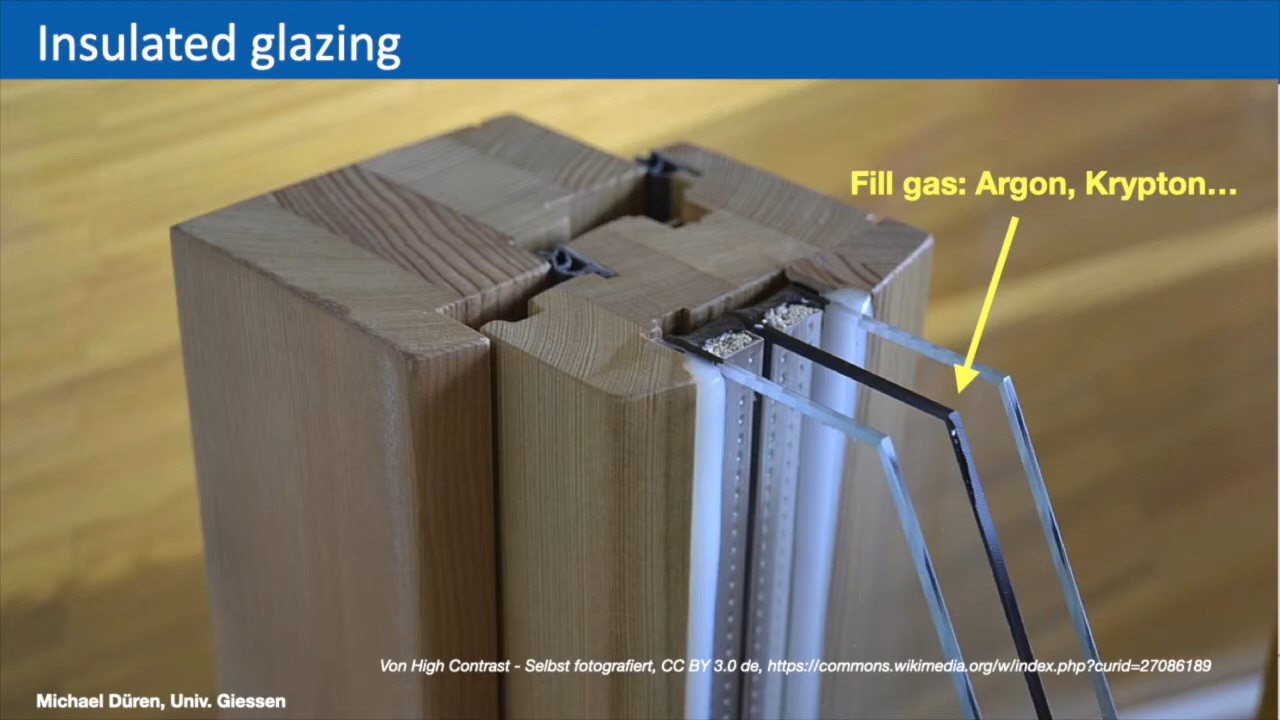 Insulated glazing
Fill gas: Argon, Krypton...
Von High Contrast - Selbst fotografiert, CC BY 3.0 de, https://commons.wikimedia.org/w/index.php?curid=27086189
Michael Düren, Univ. Giessen